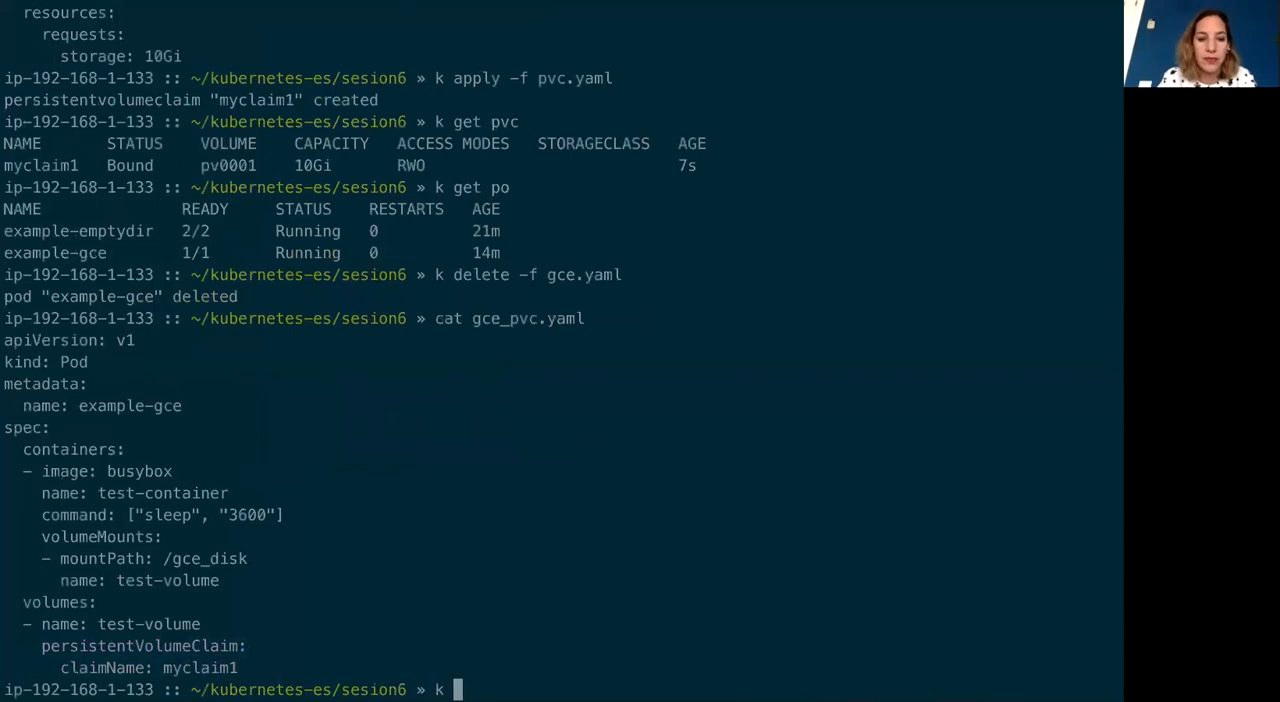 resources:
requests:
storage: 10Gi
ip-192-168-1-133 :: ~/kubernetes-es/sesion6 » k apply -f pvc.yaml
persistentvolumeclaim "myclaim1" created
ip-192-168-1-133 :: ~/kubernetes-es/sesion6 » k get pvc
NAME STATUS VOLUME CAPACITY ACCESS MODES STORAGECLASS AGE
myclaim1 Bound pv0001 10Gi RWO 7s
ip-192-168-1-133 :: ~/kubernetes-es/sesion6 » k get po
NAME READY STATUS RESTARTS AGE
example-emptydir 2/2 Running 0 21m
example-gce 1/1 Running 0 14m
ip-192-168-1-133 :: ~/kubernetes-es/sesion6 » k delete -f gce.yaml
pod "example-gce" deleted
ip-192-168-1-133 :: ~/kubernetes-es/sesion6 » cat gce_pvc.yaml
apiVersion: v1
kind: Pod
metadata:
name: example-gce
spec:
containers:
- image: busybox
name: test-container
command: ["sleep", "3600"]
volumeMounts:
- mountPath: /gce_disk
name: test-volume
volumes:
- name: test-volume
persistentVolumeClaim:
claimName: myclaim1
ip-192-168-1-133 :: ~/kubernetes-es/sesion6 » k